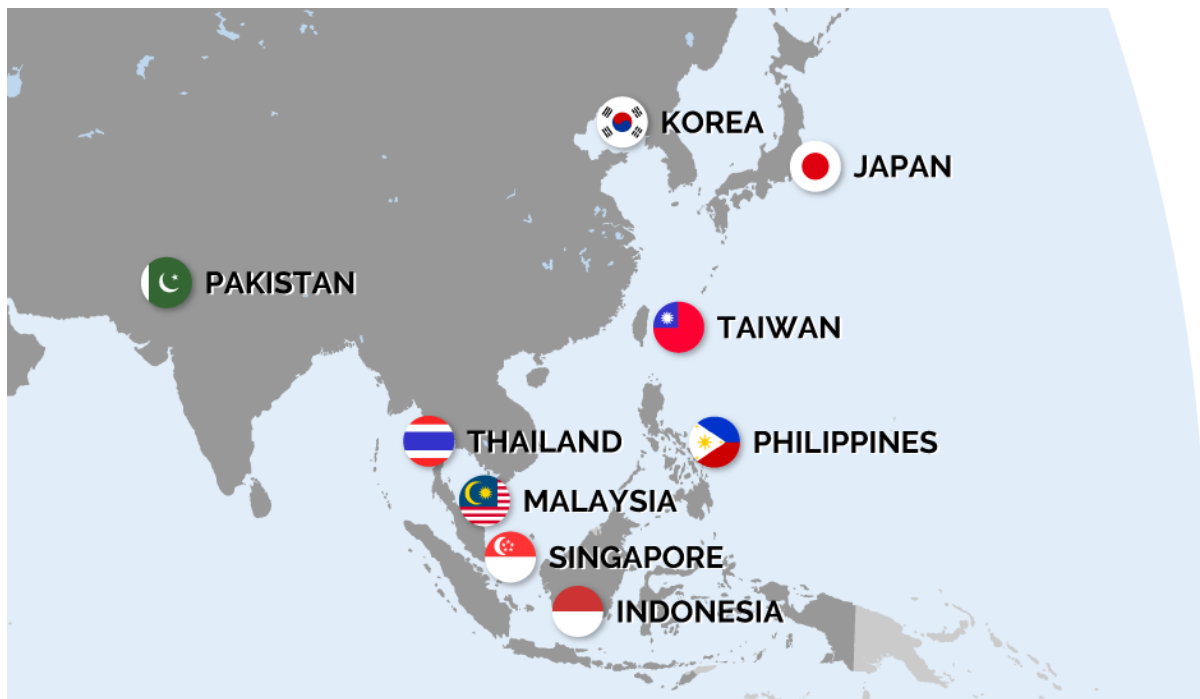 KOREA
JAPAN
PAKISTAN
TAIWAN
THAILAND
PHILIPPINES
MALAYSIA
SINGAPORE
INDONESIA